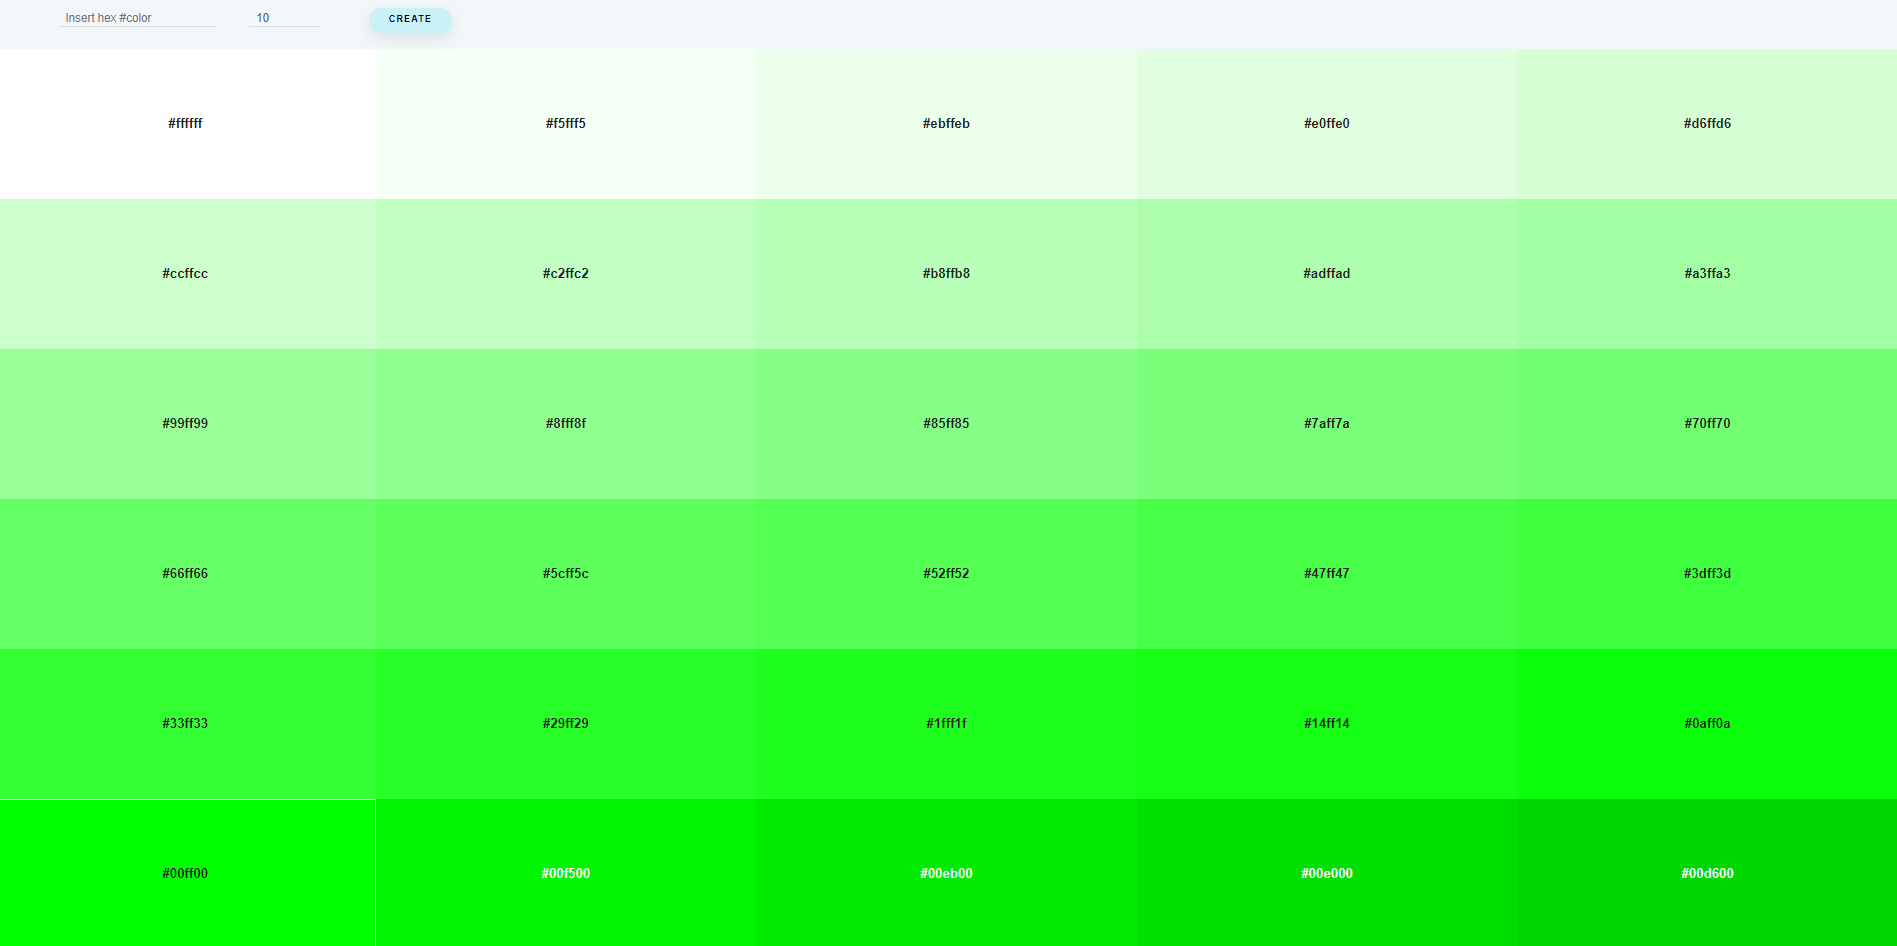 Insert hex #color 10 CREATE
#ffffff #f5fff5 #ebffeb #e0ffe0 #d6ffd6
#ccffcc #c2ffc2 #b8ffb8 #adffad #a3ffa3
#99ff99 #8fff8f #85ff85 #7aff7a #70ff70
#66ff66 #5cff5c #52ff52 #47ff47 #3dff3d
#33ff33 #29ff29 #1fff1f #14ff14 #0aff0a
#00ff00 #00f500 #00eb00 #00e000 #00d600